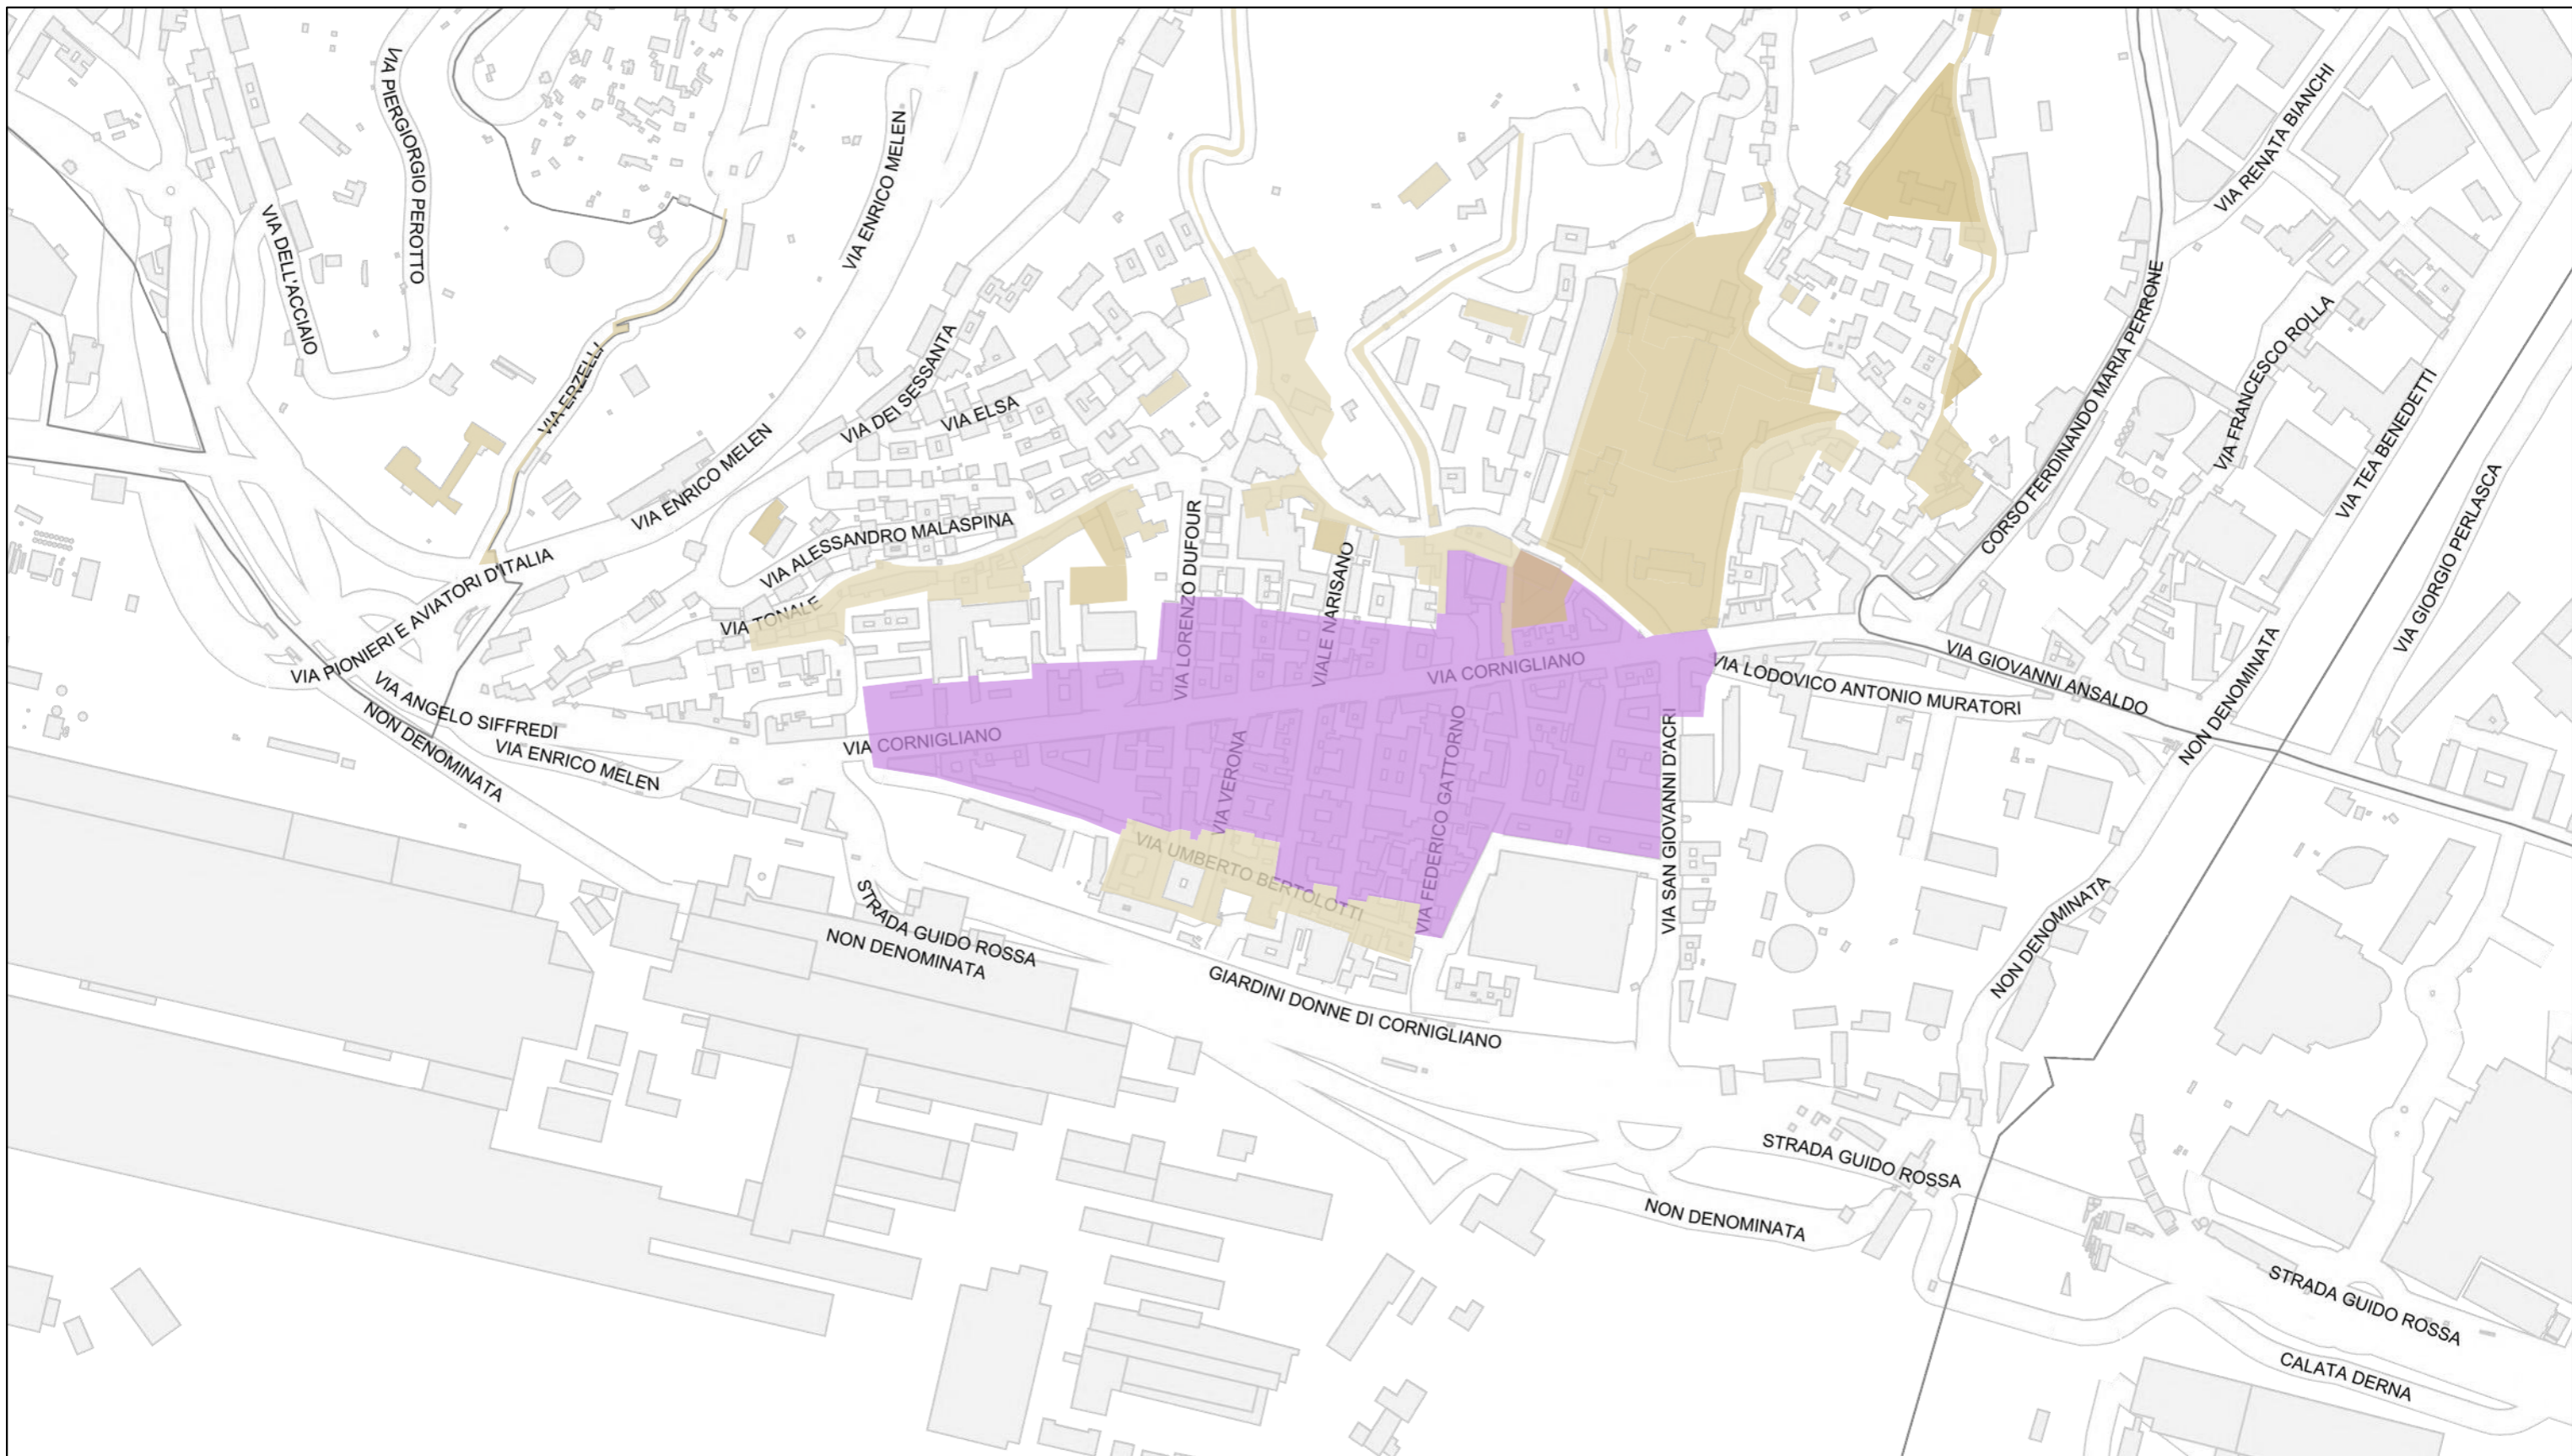 VIA PIERGIORGIO PEROTTO
VIA RENATA BIANCHI
VIA ENRICO MELEN
VIA DELL'ACCIAIO
CORSO FERDINANDO MARIA PERRONE
VIA FRANCESCO ROLLA
VIA ERZELLI
VIA DEI SESSANTA
VIA ELSA
VIA TEA BENEDETTI
VIA ENRICO MELEN
VIA GIORGIO PERLASCA
VIA ALESSANDRO MALASPINA
VIA LORENZO DUFOUR
VIALE NARISANO
VIA PIONIERI E AVIATORI D'ITALIA
VIA TONALE
VIA CORNIGLIANO
VIA LODOVICO ANTONIO MURATORI
VIA GIOVANNI ANSALDO
NON DENOMINATA
VIA ANGELO SIFFREDI
NON DENOMINATA
VIA ENRICO MELEN
VIA CORNIGLIANO
VIA VERONA
VIA FEDERICO GATTORNO
VIA SAN GIOVANNI D'ACRI
VIA UMBERTO BERTOLOTTI
STRADA GUIDO ROSSA
NON DENOMINATA
NON DENOMINATA
GIARDINI DONNE DI CORNIGLIANO
STRADA GUIDO ROSSA
NON DENOMINATA
STRADA GUIDO ROSSA
CALATA DERNA